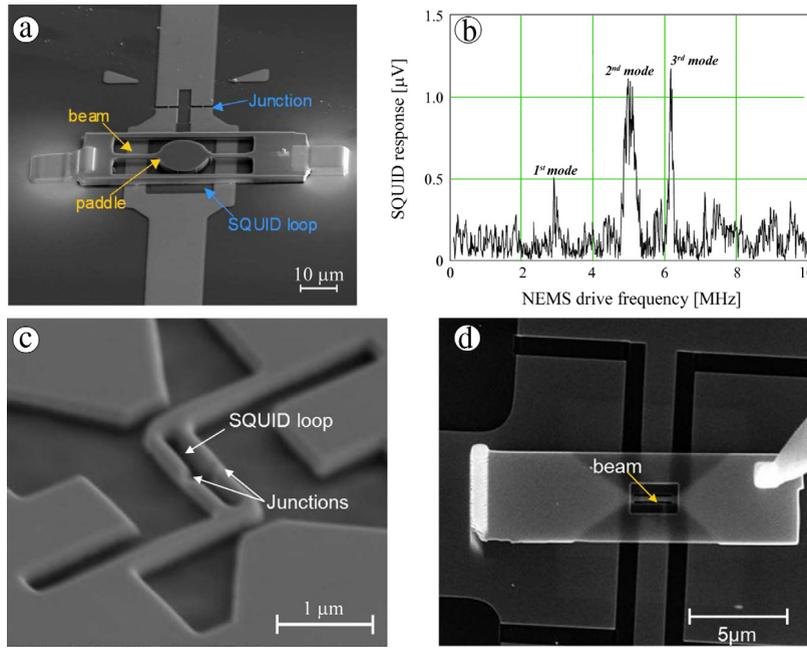 a
beam
Junction
paddle
SQUID loop
10 μm
b
1.5
1.0
0.5
0
SQUID response [μV]
1st mode
2nd mode
3rd mode
0 2 4 6 8 10
NEMS drive frequency [MHz]
c
SQUID loop
Junctions
1 μm
d
beam
5μm